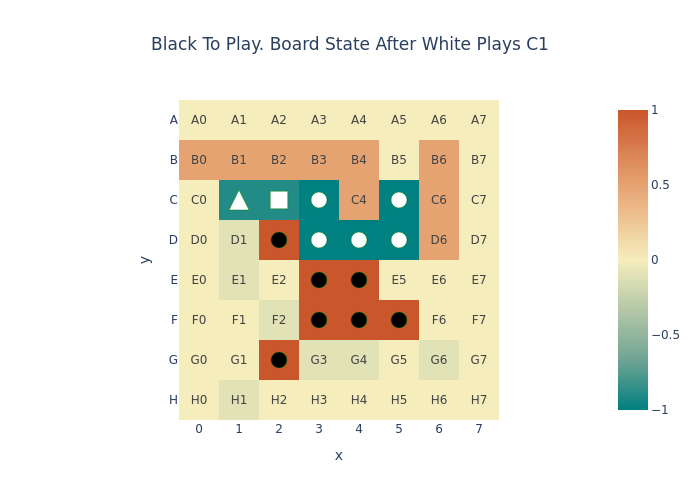 Black To Play. Board State After White Plays C1
A A0 A1 A2 A3 A4 A5 A6 A7
B B0 B1 B2 B3 B4 B5 B6 B7
C C0 C4 C6 C7
D D0 D1 D6 D7
E E0 E1 E2 E5 E6 E7
F F0 F1 F2 F6 F7
G G0 G1 G3 G4 G5 G6 G7
H H0 H1 H2 H3 H4 H5 H6 H7
0 1 2 3 4 5 6 7
x
y
1
0.5
0
−0.5
−1